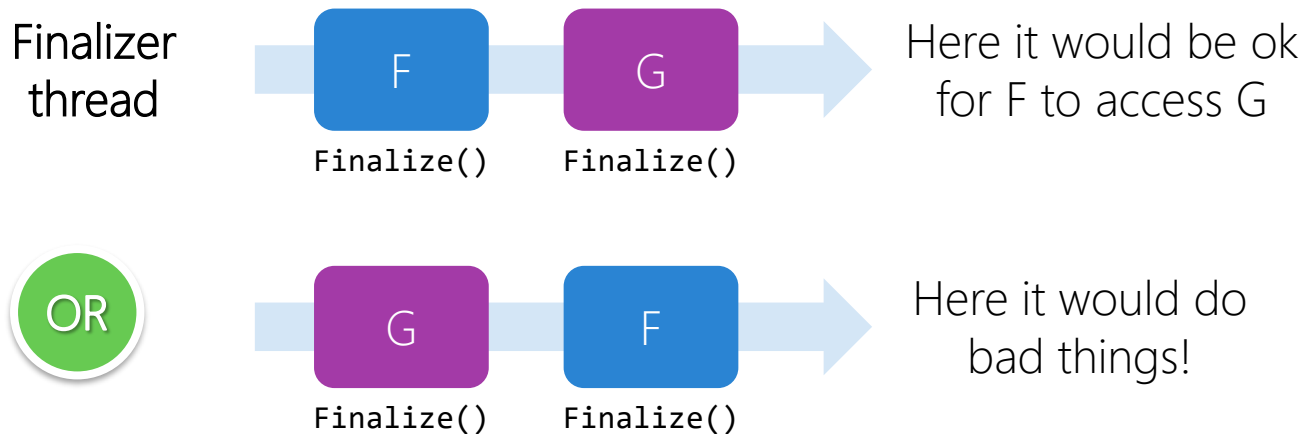 Finalizer
thread
F
G
Finalize()
Finalize()
Here it would be ok
for F to access G
OR
G
F
Finalize()
Finalize()
Here it would do
bad things!